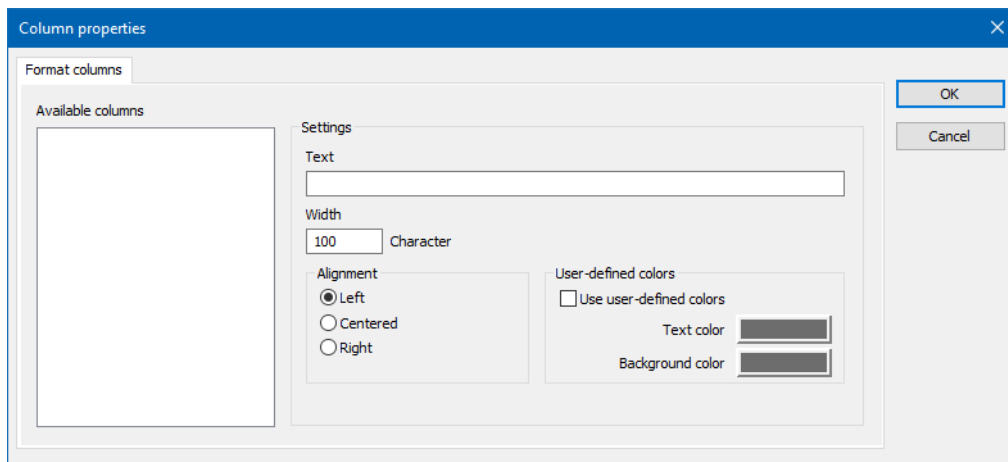 Column properties
Format columns
OK
Available columns
Cancel
Settings
Text
Width
100 Character
Alignment
Left
Centered
Right
User-defined colors
Use user-defined colors
Text color
Background color